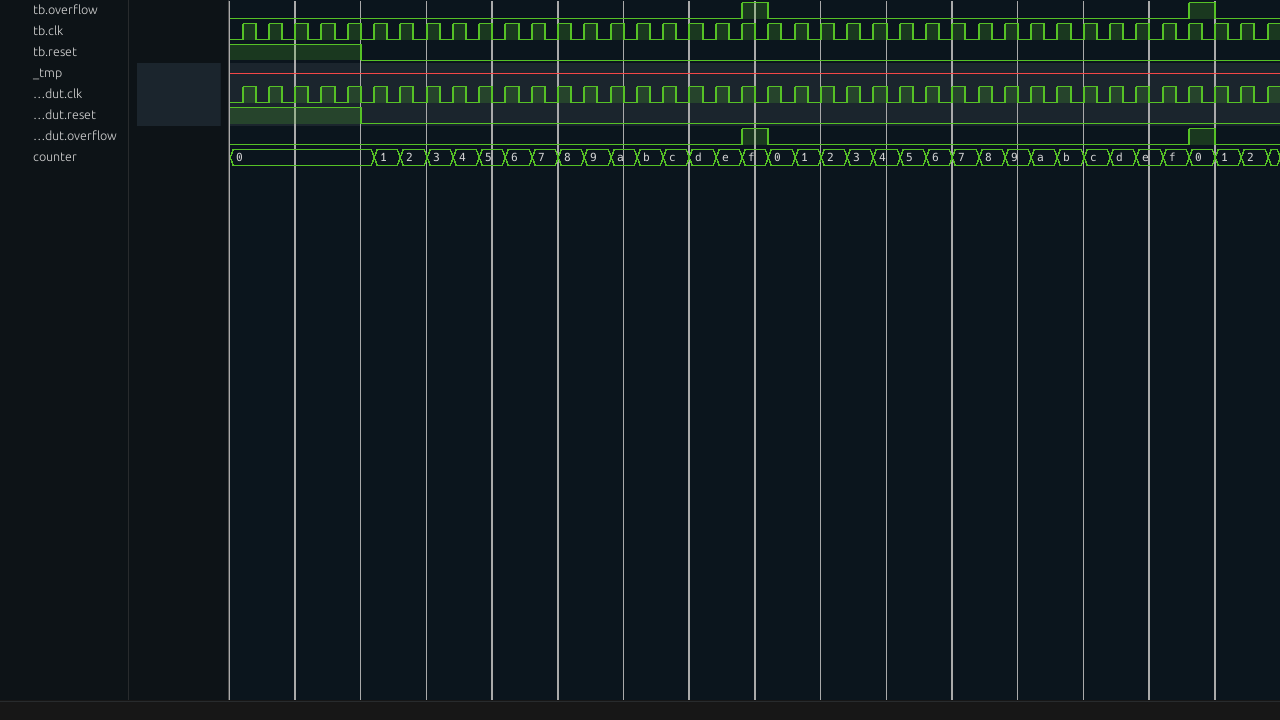 tb.overflow
tb.clk
tb.reset
_tmp
…dut.clk
…dut.reset
…dut.overflow
counter 0 1 2 3 4 5 6 7 8 9 a b c d e f 0 1 2 3 4 5 6 7 8 9 a b c d e f 0 1 2